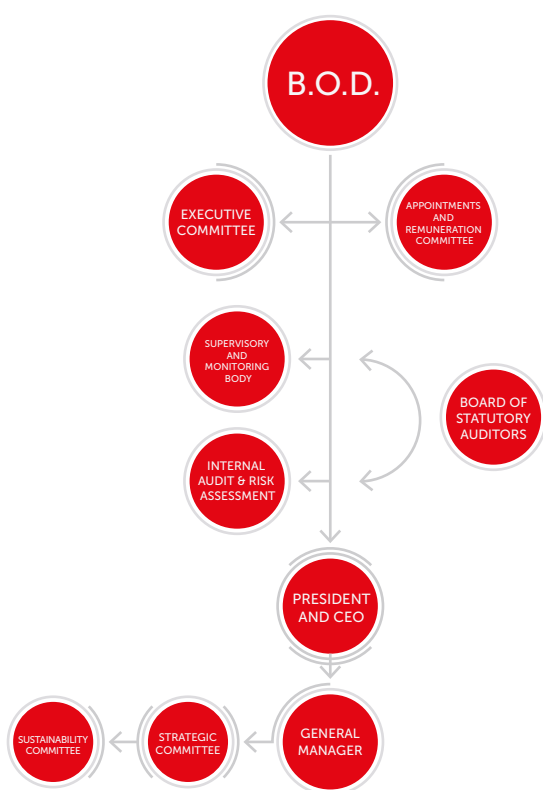 B.O.D.
EXECUTIVE
COMMITTEE
APPOINTMENTS
AND
REMUNERATION
COMMITTEE
SUPERVISORY
AND
MONITORING
BODY
BOARD OF
STATUTORY
AUDITORS
INTERNAL
AUDIT & RISK
ASSESSMENT
PRESIDENT
AND CEO
GENERAL
MANAGER
STRATEGIC
COMMITTEE
SUSTAINABILITY
COMMITTEE